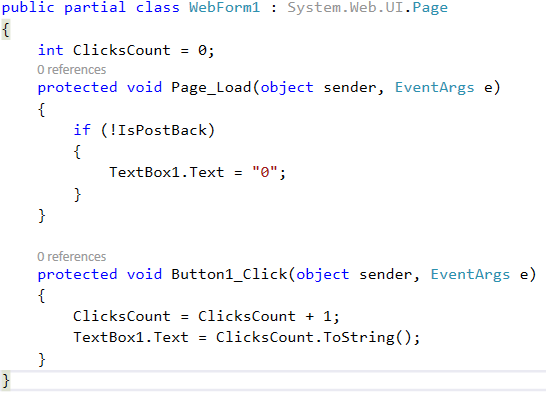 public partial class WebForm1 : System.Web.UI.Page
{
    int ClicksCount = 0;
    0 references
    protected void Page_Load(object sender, EventArgs e)
    {
        if (!IsPostBack)
        {
            TextBox1.Text = "0";
        }
    }

    0 references
    protected void Button1_Click(object sender, EventArgs e)
    {
        ClicksCount = ClicksCount + 1;
        TextBox1.Text = ClicksCount.ToString();
    }
}